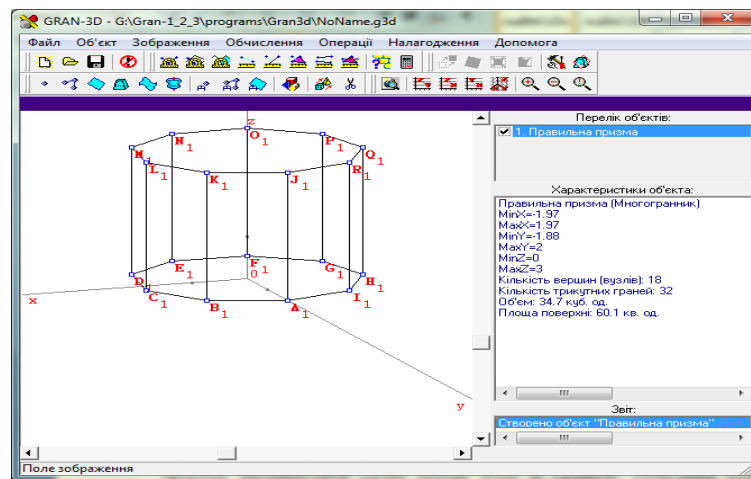 GRAN-3D - G:\Gran-1_2_3\programs\Gran3d\NoName.g3d
Файл Об'єкт Зображення Обчислення Операції Налагодження Допомога
Перелік об'єктів:
1. Правильна призма
Характеристики об'єкта:
Правильна призма (Многогранник)
MinX=-1.97
MaxX=1.97
MinY=-1.88
MaxY=2
MinZ=0
MaxZ=3
Кількість вершин (вузлів): 18
Кількість трикутних граней: 32
Об'єм: 34.7 куб. од.
Площа поверхні: 60.1 кв. од.
Звіт:
Створено об'єкт "Правильна призма"
z
M1 N1 O1 P1 Q1
L1 K1 J1 R1
D1 E1 F1 G1 H1
0
C1 B1 A1 I1
x
y
Поле зображення